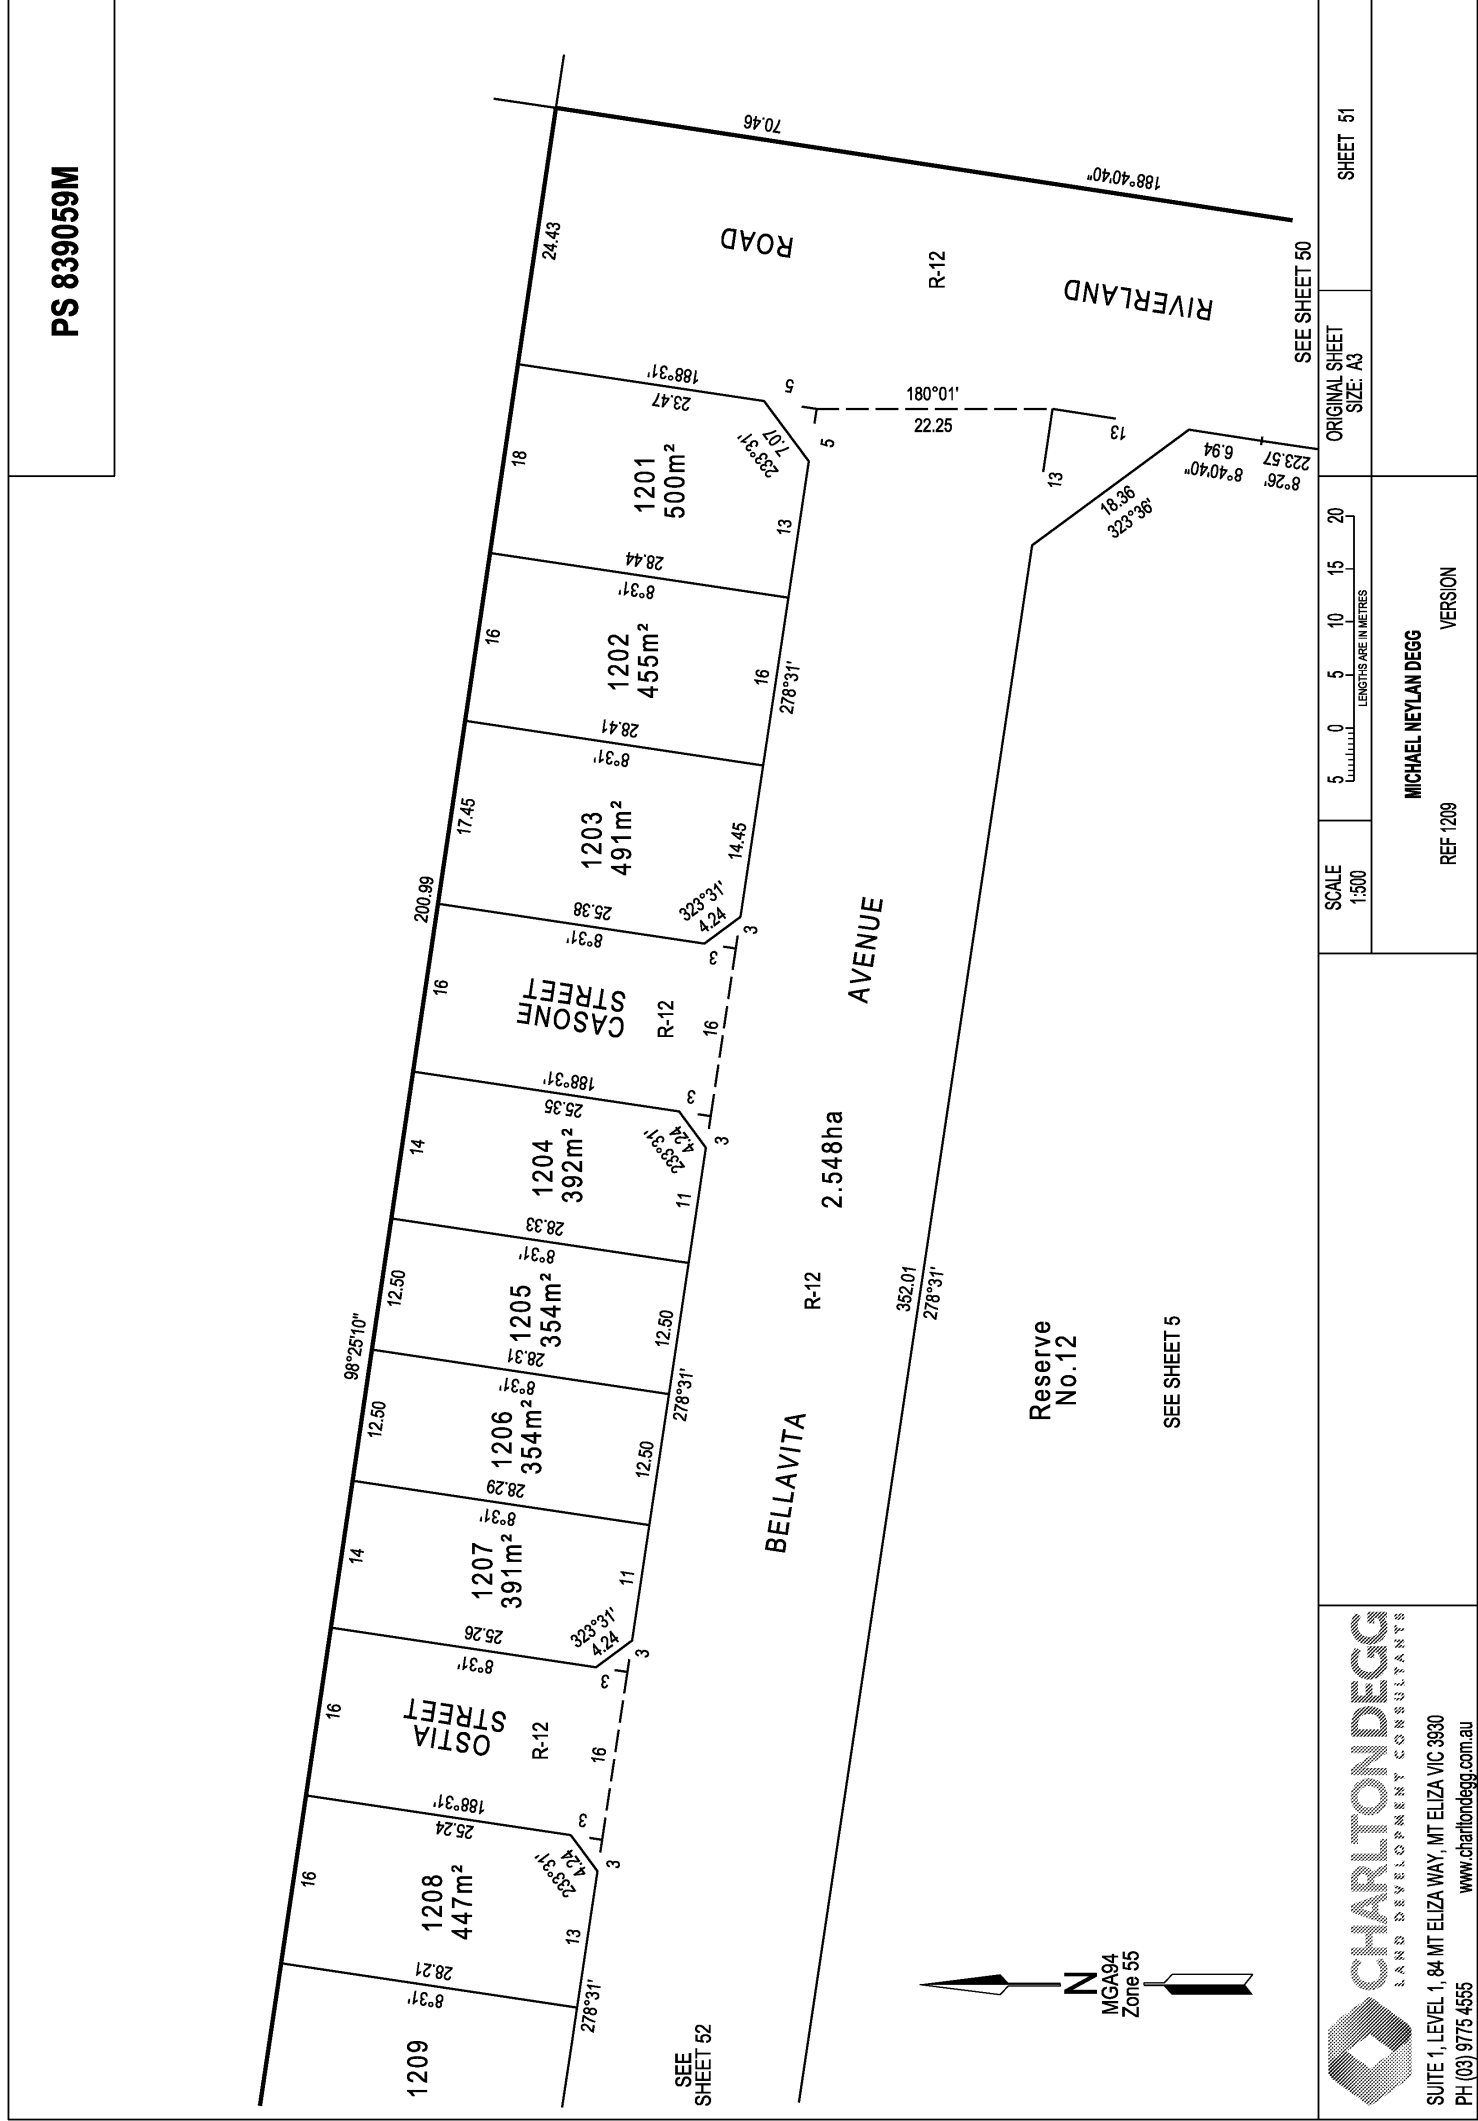 PS 839059M
200.99
98°25'10"
24.43
18
16
17.45
16
14
12.50
12.50
14
16
16
70.46
188°40'40"
ROAD
R-12
RIVERLAND
SEE SHEET 50
188°31'
23.47
1201
500m²
233°31'
7.07
5
5
13
180°01'
22.25
13
13
18.36
323°36'
6.94
8°40'40"
223.57
8°26'
28.44
8°31'
1202
455m²
16
278°31'
28.41
8°31'
1203
491m²
14.45
323°31'
4.24
25.38
8°31'
3
3
CASONE
STREET
R-12
16
188°31'
25.35
3
3
1204
392m²
233°31'
4.24
11
28.33
8°31'
1205
354m²
12.50
28.31
8°31'
278°31'
1206
354m²
12.50
28.29
8°31'
1207
391m²
11
323°31'
4.24
25.26
8°31'
3
3
OSTIA
STREET
R-12
16
188°31'
25.24
3
3
1208
447m²
233°31'
4.24
13
28.21
8°31'
278°31'
1209
SEE
SHEET 52
BELLAVITA
AVENUE
R-12
2.548ha
352.01
278°31'
Reserve
No.12
SEE SHEET 5
N
MGA94
Zone 55
CHARLTONDEGG
LAND DEVELOPMENT CONSULTANTS
SUITE 1, LEVEL 1, 84 MT ELIZA WAY, MT ELIZA VIC 3930
PH (03) 9775 4555 www.charltondegg.com.au
SCALE
1:500
5 0 5 10 15 20
LENGTHS ARE IN METRES
ORIGINAL SHEET
SIZE: A3
SHEET 51
MICHAEL NEYLAN DEGG
REF 1209 VERSION